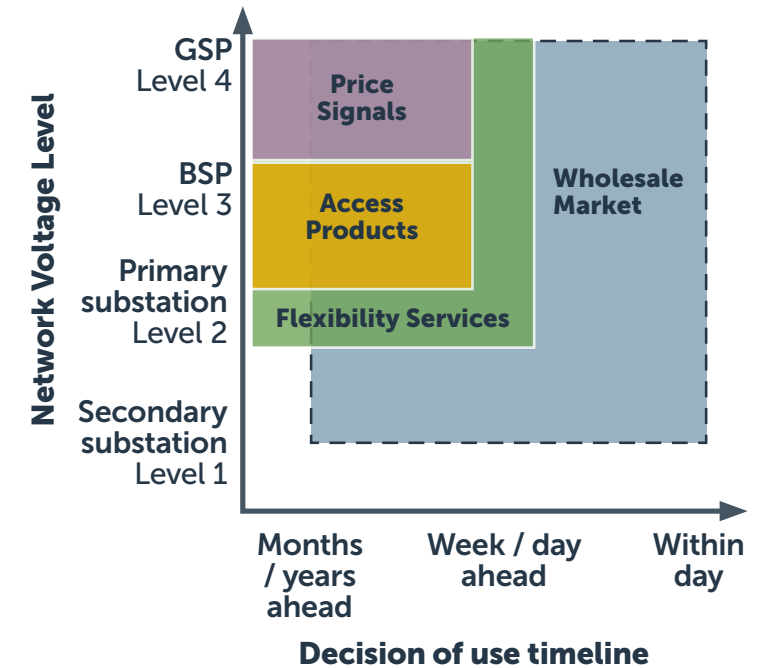 Network Voltage Level
GSP
Level 4
BSP
Level 3
Primary
substation
Level 2
Secondary
substation
Level 1
Price
Signals
Access
Products
Flexibility Services
Wholesale
Market
Months
/ years
ahead
Week / day
ahead
Within
day
Decision of use timeline